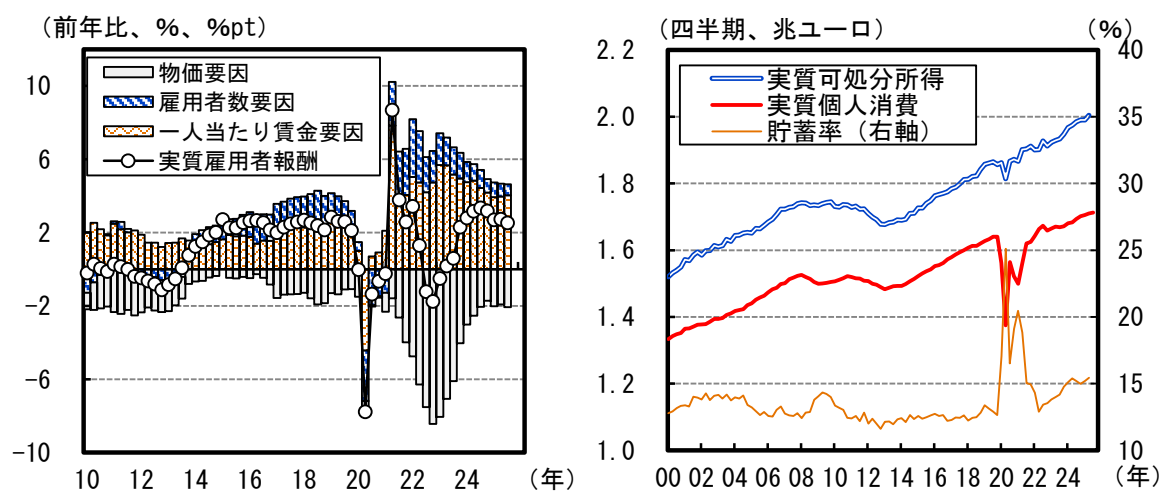 (前年比、%、%pt)
10
6
2
-2
-6
-10
物価要因
雇用者数要因
一人当たり賃金要因
実質雇用者報酬
10 12 14 16 18 20 22 24 (年)
(四半期、兆ユーロ) (%)
2.2 40
2.0 35
1.8 30
1.6 25
1.4 20
1.2 15
1.0 10
実質可処分所得
実質個人消費
貯蓄率(右軸)
00 02 04 06 08 10 12 14 16 18 20 22 24 (年)